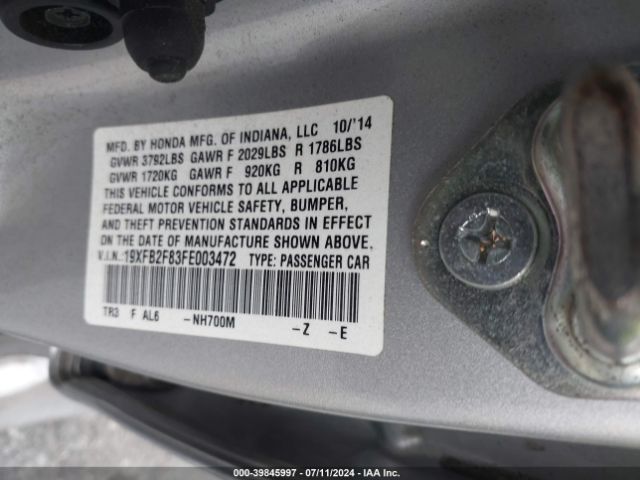 MFD. BY HONDA MFG. OF INDIANA, LLC 10/'14
GVWR 3792LBS GAWR F 2029LBS R 1786LBS
GVWR 1720KG GAWR F 920KG R 810KG
THIS VEHICLE CONFORMS TO ALL APPLICABLE
FEDERAL MOTOR VEHICLE SAFETY, BUMPER,
AND THEFT PREVENTION STANDARDS IN EFFECT
ON THE DATE OF MANUFACTURE SHOWN ABOVE.
V.I.N.:19XFB2F83FE003472 TYPE: PASSENGER CAR
TR3 F AL6 -NH700M -Z -E
000-39845997 / 07/11/2024 / IAA Inc.